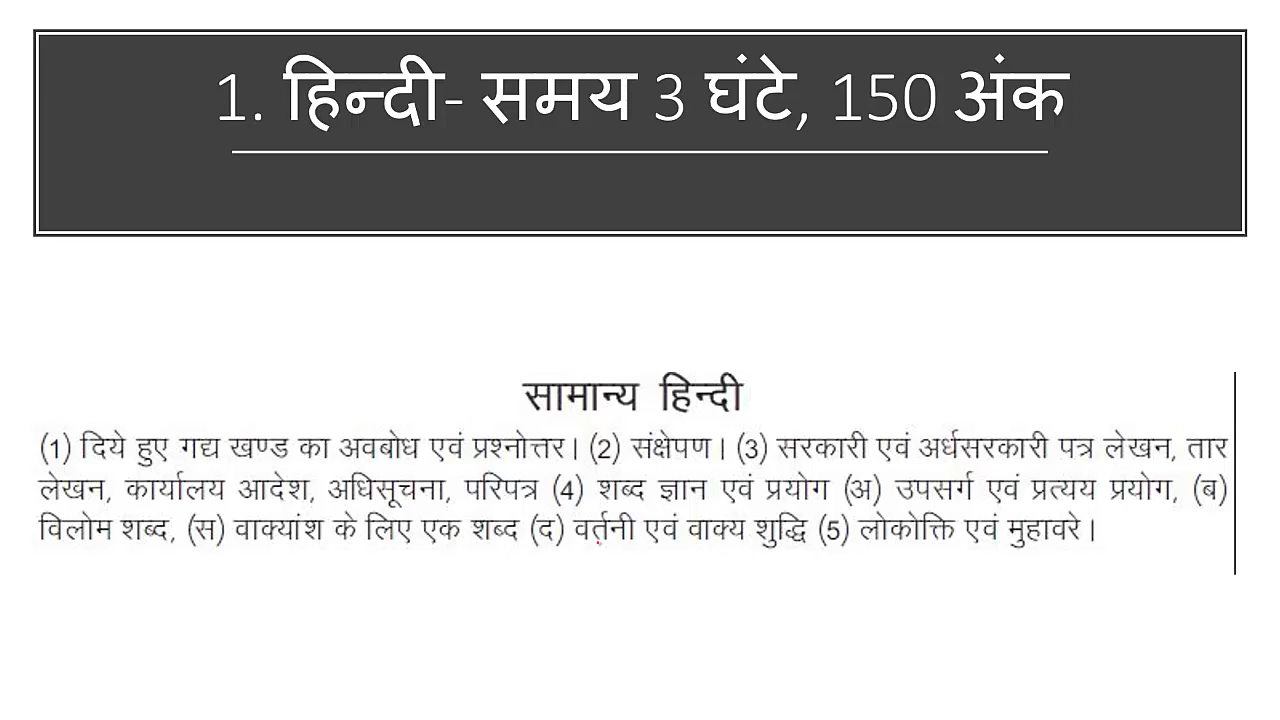 1. हिन्दी- समय 3 घंटे, 150 अंक
सामान्य हिन्दी
(1) दिये हुए गद्य खण्ड का अवबोध एवं प्रश्नोत्तर। (2) संक्षेपण। (3) सरकारी एवं अर्धसरकारी पत्र लेखन, तार
लेखन, कार्यालय आदेश, अधिसूचना, परिपत्र (4) शब्द ज्ञान एवं प्रयोग (अ) उपसर्ग एवं प्रत्यय प्रयोग, (ब)
विलोम शब्द, (स) वाक्यांश के लिए एक शब्द (द) वर्तनी एवं वाक्य शुद्धि (5) लोकोक्ति एवं मुहावरे।